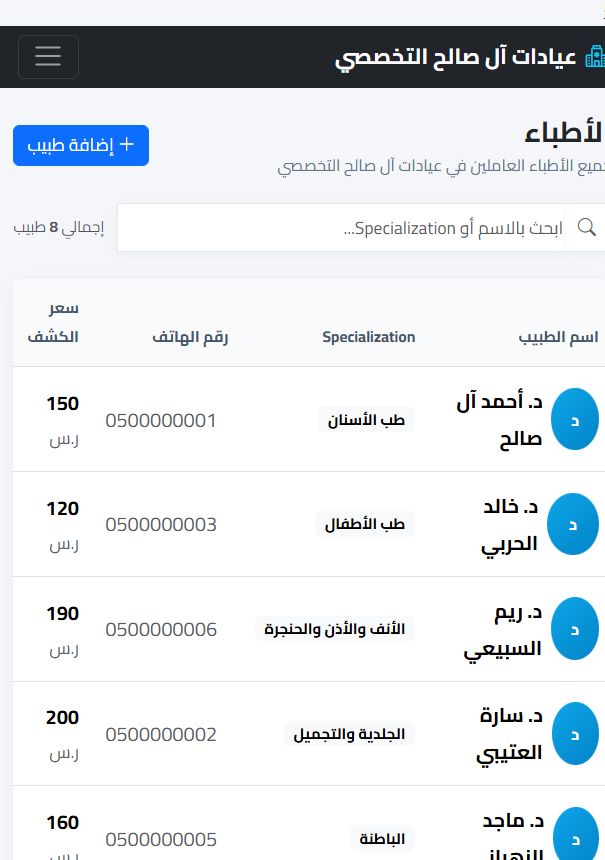 عيادات آل صالح التخصصي
لأطباء
إضافة طبيب
جميع الأطباء العاملين في عيادات آل صالح التخصصي
ابحث بالاسم أو Specialization...
إجمالي 8 طبيب
اسم الطبيب Specialization رقم الهاتف سعر الكشف
د د. أحمد آل صالح طب الأسنان 0500000001 150 ر.س
د د. خالد الحربي طب الأطفال 0500000003 120 ر.س
د د. ريم السبيعي الأنف والأذن والحنجرة 0500000006 190 ر.س
د د. سارة العتيبي الجلدية والتجميل 0500000002 200 ر.س
د د. ماجد الباطنة 0500000005 160